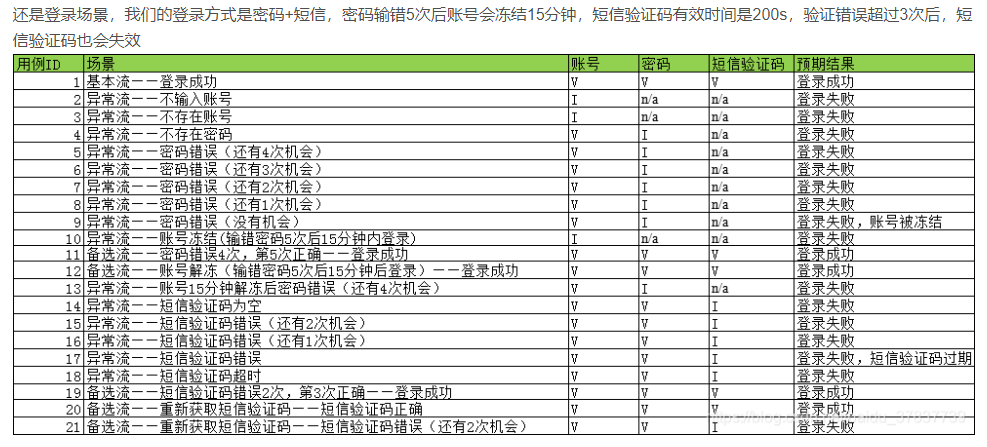 还是登录场景，我们的登录方式是密码+短信，密码输错5次后账号会冻结15分钟，短信验证码有效时间是200s，验证错误超过3次后，短
信验证码也会失效
用例ID 场景 账号 密码 短信验证码 预期结果
1 基本流——登录成功 V V V 登录成功
2 异常流——不输入账号 I n/a n/a 登录失败
3 异常流——不存在账号 I n/a n/a 登录失败
4 异常流——不存在密码 V I n/a 登录失败
5 异常流——密码错误（还有4次机会） V I n/a 登录失败
6 异常流——密码错误（还有3次机会） V I n/a 登录失败
7 异常流——密码错误（还有2次机会） V I n/a 登录失败
8 异常流——密码错误（还有1次机会） V I n/a 登录失败
9 异常流——密码错误（没有机会） V I n/a 登录失败，账号被冻结
10 异常流——账号冻结(输错密码5次后15分钟内登录) I n/a n/a 登录失败
11 备选流——密码错误4次，第5次正确——登录成功 V V V 登录成功
12 备选流——账号解冻（输错密码5次后15分钟后登录）——登录成功 V V V 登录成功
13 异常流——账号15分钟解冻后密码错误（还有4次机会） V I n/a 登录失败
14 异常流——短信验证码为空 V V I 登录失败
15 异常流——短信验证码错误（还有2次机会） V V I 登录失败
16 异常流——短信验证码错误（还有1次机会） V V I 登录失败
17 异常流——短信验证码错误 V V I 登录失败，短信验证码过期
18 异常流——短信验证码超时 V V I 登录失败
19 备选流——短信验证码错误2次，第3次正确——登录成功 V V V 登录成功
20 备选流——重新获取短信验证码——短信验证码正确 V V V 登录成功
21 备选流——重新获取短信验证码——短信验证码错误（还有2次机会） V V I 登录失败